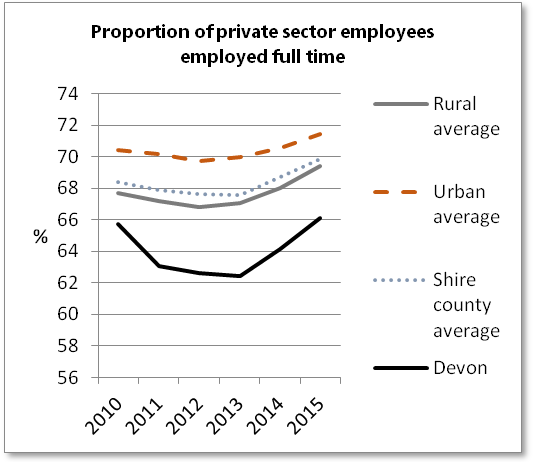 Proportion of private sector employees
employed full time
74
72
70
68
66
64
62
60
58
56
%
2010
2011
2012
2013
2014
2015
Rural
average
Urban
average
Shire
county
average
Devon